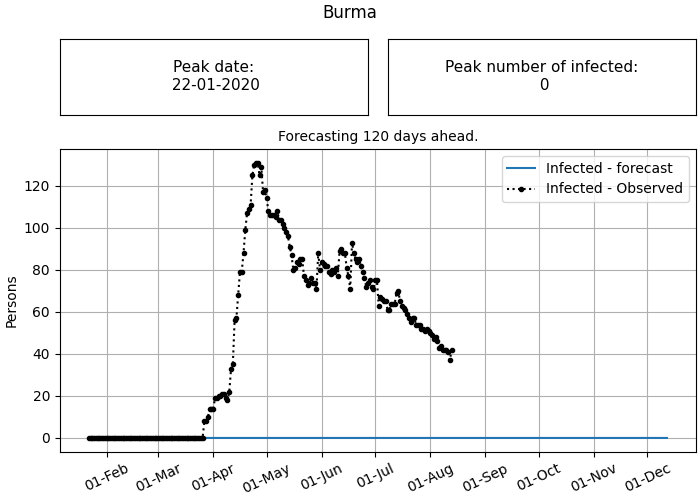 Burma
Peak date:
22-01-2020
Peak number of infected:
0
Forecasting 120 days ahead.
Infected - forecast
Infected - Observed
Persons
120
100
80
60
40
20
0
01-Feb
01-Mar
01-Apr
01-May
01-Jun
01-Jul
01-Aug
01-Sep
01-Oct
01-Nov
01-Dec